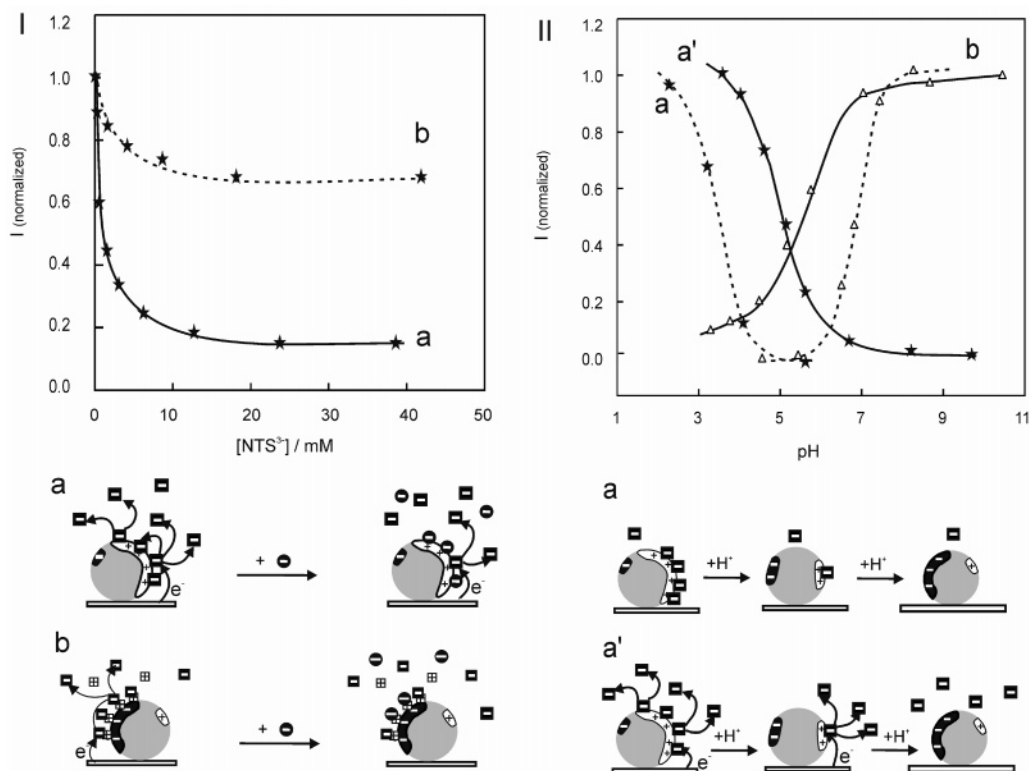 I
1.2
1.0
0.8
0.6
0.4
0.2
0.0
I (normalized)
b
a
0 10 20 30 40 50
[NTS³⁻] / mM
II
1.2
1.0
0.8
0.6
0.4
0.2
0.0
I (normalized)
a'
a
b
1 3 5 7 9 11
pH
a
+
e⁻
b
+
e⁻
a
+H⁺
+H⁺
a'
+H⁺
+H⁺
e⁻
e⁻